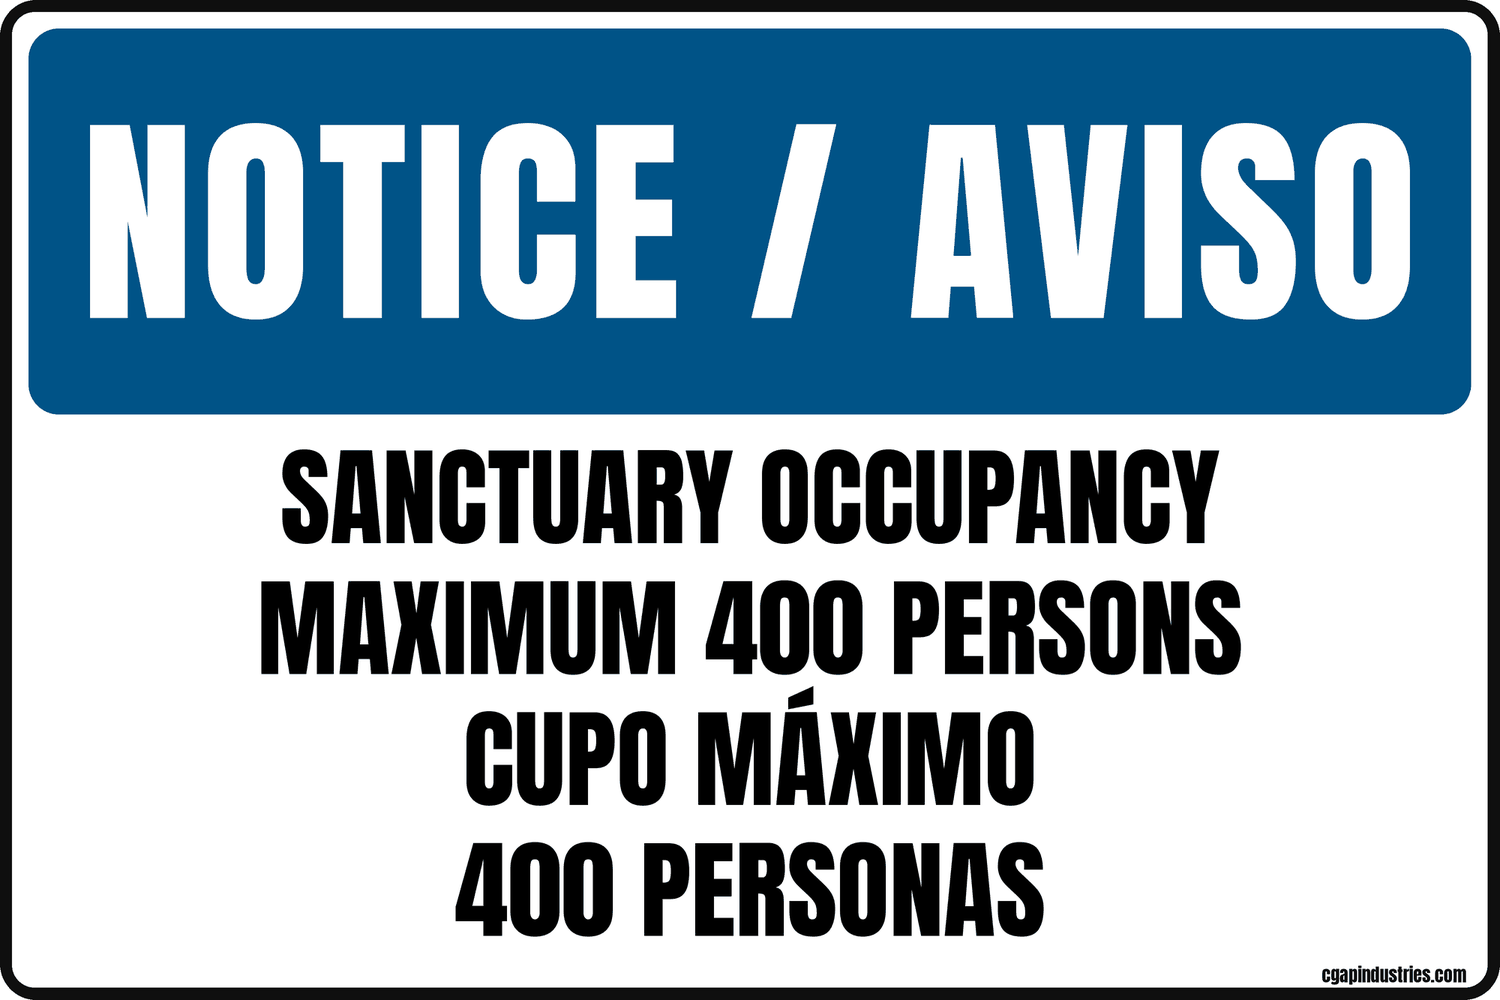 NOTICE / AVISO
SANCTUARY OCCUPANCY
MAXIMUM 400 PERSONS
CUPO MÁXIMO
400 PERSONAS
cgapindustries.com